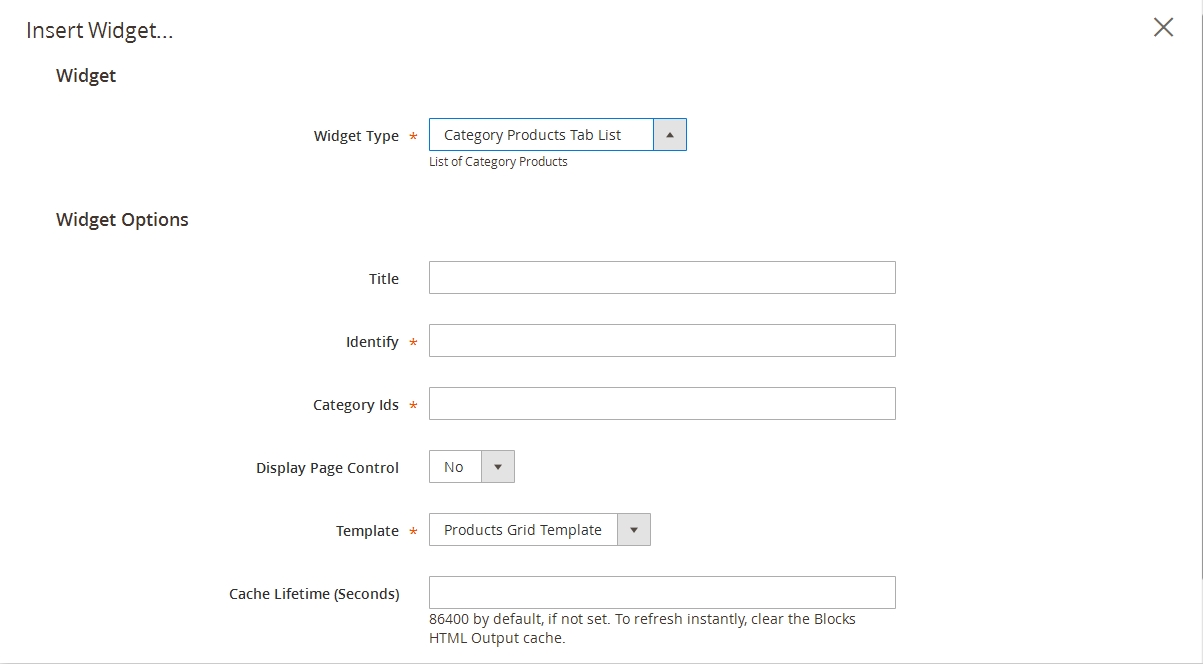 Insert Widget...
Widget
Widget Type *
Category Products Tab List
List of Category Products
Widget Options
Title
Identify *
Category Ids *
Display Page Control
No
Template *
Products Grid Template
Cache Lifetime (Seconds)
86400 by default, if not set. To refresh instantly, clear the Blocks
HTML Output cache.